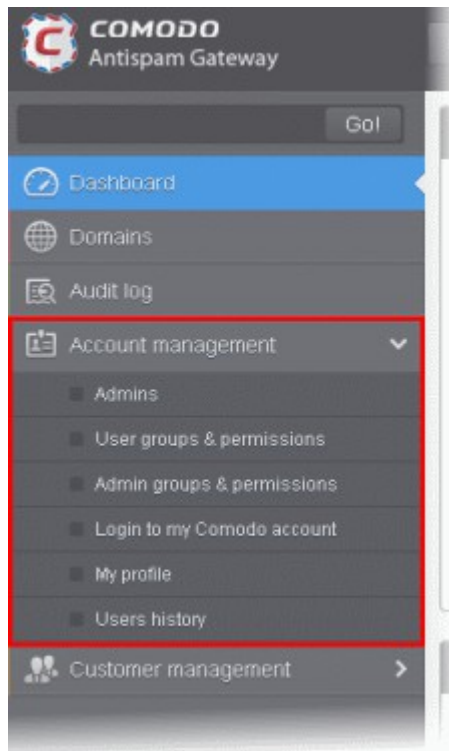 COMODO
Antispam Gateway
Go!
Dashboard
Domains
Audit log
Account management
Admins
User groups & permissions
Admin groups & permissions
Login to my Comodo account
My profile
Users history
Customer management